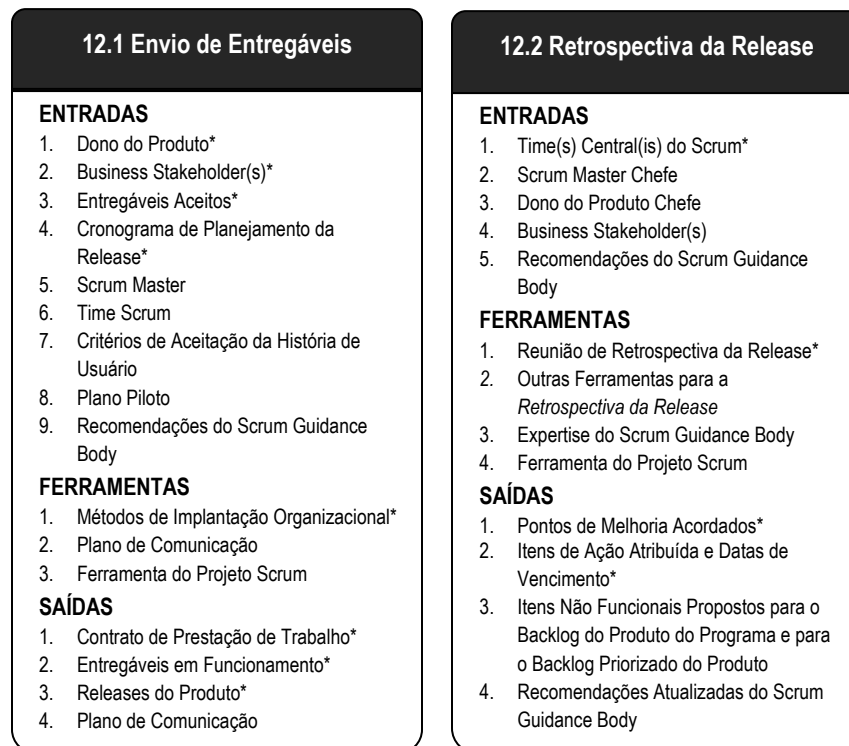 12.1 Envio de Entregáveis
ENTRADAS
1. Dono do Produto*
2. Business Stakeholder(s)*
3. Entregáveis Aceitos*
4. Cronograma de Planejamento da
Release*
5. Scrum Master
6. Time Scrum
7. Critérios de Aceitação da História de
Usuário
8. Plano Piloto
9. Recomendações do Scrum Guidance
Body
FERRAMENTAS
1. Métodos de Implantação Organizacional*
2. Plano de Comunicação
3. Ferramenta do Projeto Scrum
SAÍDAS
1. Contrato de Prestação de Trabalho*
2. Entregáveis em Funcionamento*
3. Releases do Produto*
4. Plano de Comunicação
12.2 Retrospectiva da Release
ENTRADAS
1. Time(s) Central(is) do Scrum*
2. Scrum Master Chefe
3. Dono do Produto Chefe
4. Business Stakeholder(s)
5. Recomendações do Scrum Guidance
Body
FERRAMENTAS
1. Reunião de Retrospectiva da Release*
2. Outras Ferramentas para a
Retrospectiva da Release
3. Expertise do Scrum Guidance Body
4. Ferramenta do Projeto Scrum
SAÍDAS
1. Pontos de Melhoria Acordados*
2. Itens de Ação Atribuída e Datas de
Vencimento*
3. Itens Não Funcionais Propostos para o
Backlog do Produto do Programa e para
o Backlog Priorizado do Produto
4. Recomendações Atualizadas do Scrum
Guidance Body